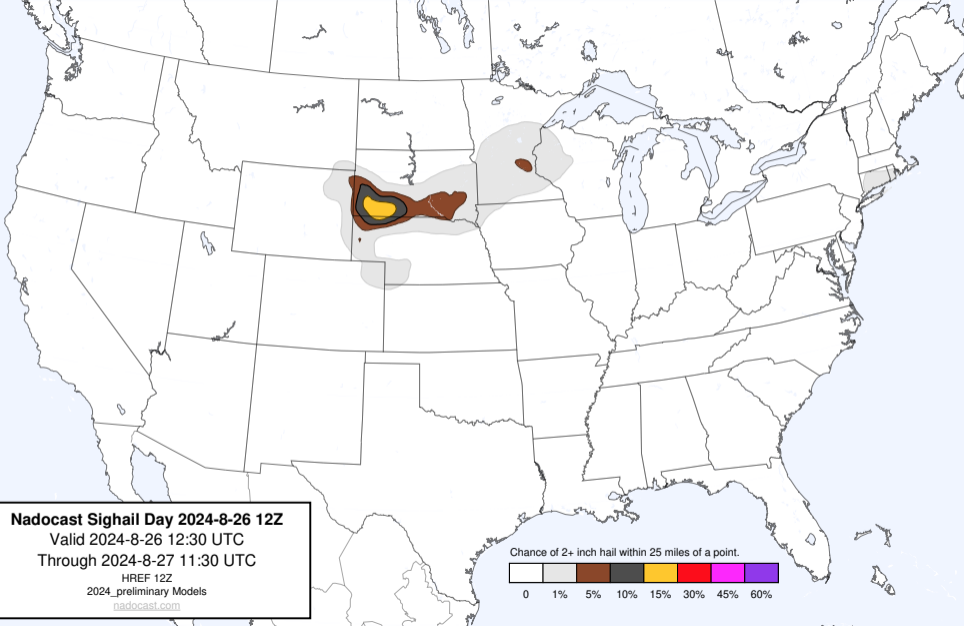 Nadocast Sighail Day 2024-8-26 12Z
Valid 2024-8-26 12:30 UTC
Through 2024-8-27 11:30 UTC
HREF 12Z
2024_preliminary Models
nadocast.com
Chance of 2+ inch hail within 25 miles of a point.
0 1% 5% 10% 15% 30% 45% 60%